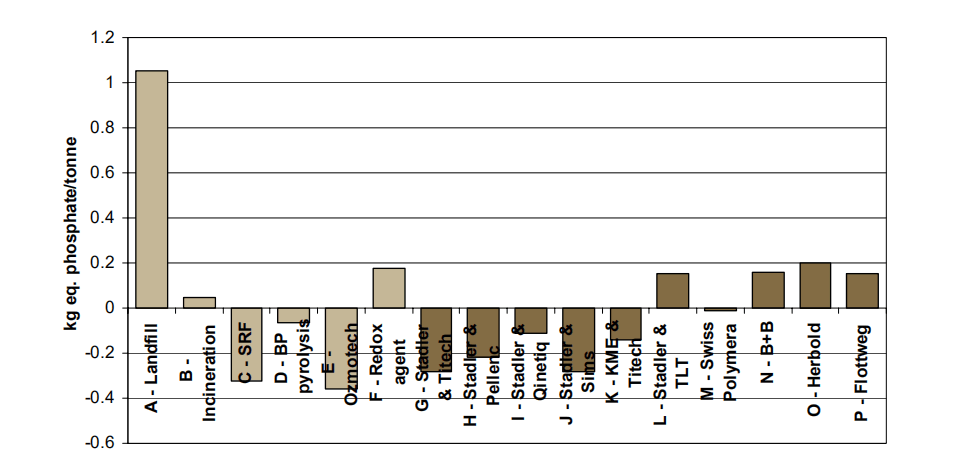 1.2
1
0.8
0.6
0.4
0.2
0
-0.2
-0.4
-0.6
kg eq. phosphate/tonne
A - Landfill
B -
Incineration
C - SRF
D - BP
pyrolysis
E -
Ozmotech
F - Redox
agent
G - Stadler
& Titech
H - Stadler &
Pellenc
I - Stadler &
Qinetiq
J - Stadler &
Sims
K - KME &
Titech
L - Stadler &
TLT
M - Swiss
Polymera
N - B+B
O - Herbold
P - Flottweg